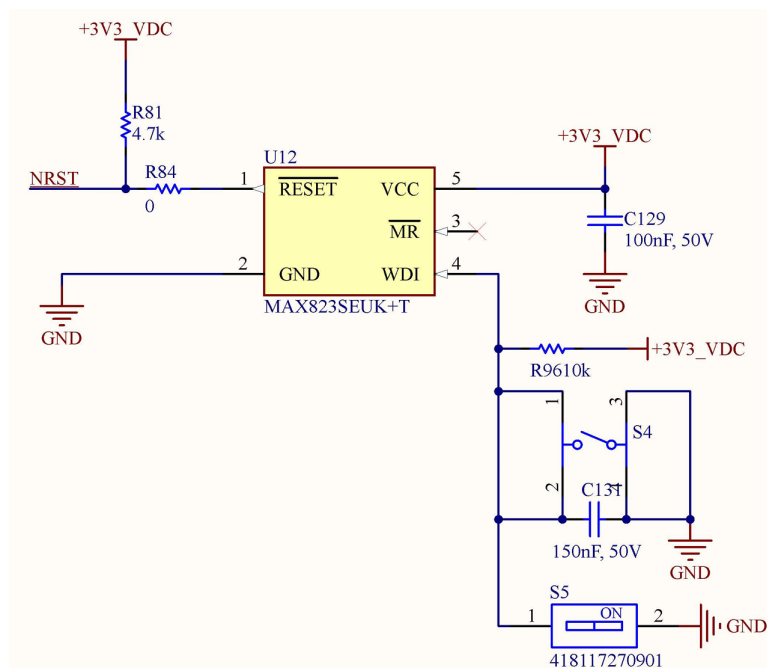 +3V3_VDC
R81
4.7k
U12
+3V3_VDC
NRST
R84
0
1
RESET
VCC
5
MR
3
C129
100nF, 50V
2
GND
WDI
4
GND
MAX823SEUK+T
GND
R9610k
+3V3_VDC
1
3
S4
2
4
C131
150nF, 50V
GND
S5
1
ON
2
GND
418117270901